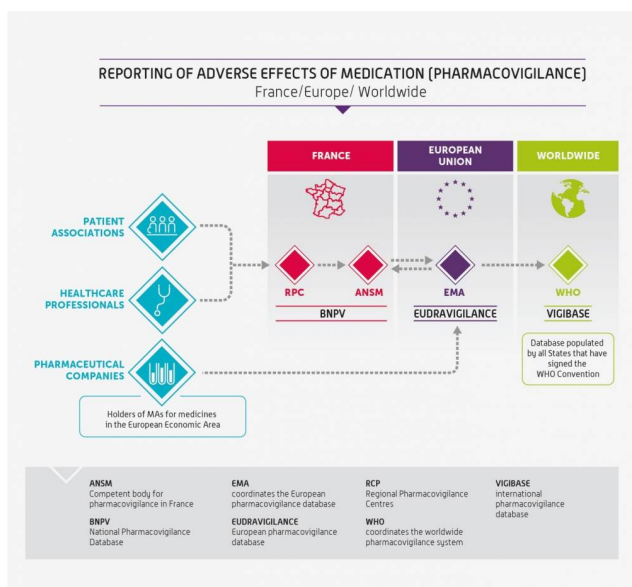 REPORTING OF ADVERSE EFFECTS OF MEDICATION (PHARMACOVIGILANCE)
France/Europe/ Worldwide
FRANCE
EUROPEAN
UNION
WORLDWIDE
PATIENT
ASSOCIATIONS
HEALTHCARE
PROFESSIONALS
RPC
ANSM
EMA
WHO
BNPV
EUDRAVIGILANCE
VIGIBASE
Database populated
by all States that have
signed the
WHO Convention
PHARMACEUTICAL
COMPANIES
Holders of MAs for medicines
in the European Economic Area
ANSM
Competent body for
pharmacovigilance in France
BNPV
National Pharmacovigilance
Database
EMA
coordinates the European
pharmacovigilance database
EUDRAVIGILANCE
European pharmacovigilance
database
RCP
Regional Pharmacovigilance
Centres
WHO
coordinates the worldwide
pharmacovigilance system
VIGIBASE
international
pharmacovigilance
database